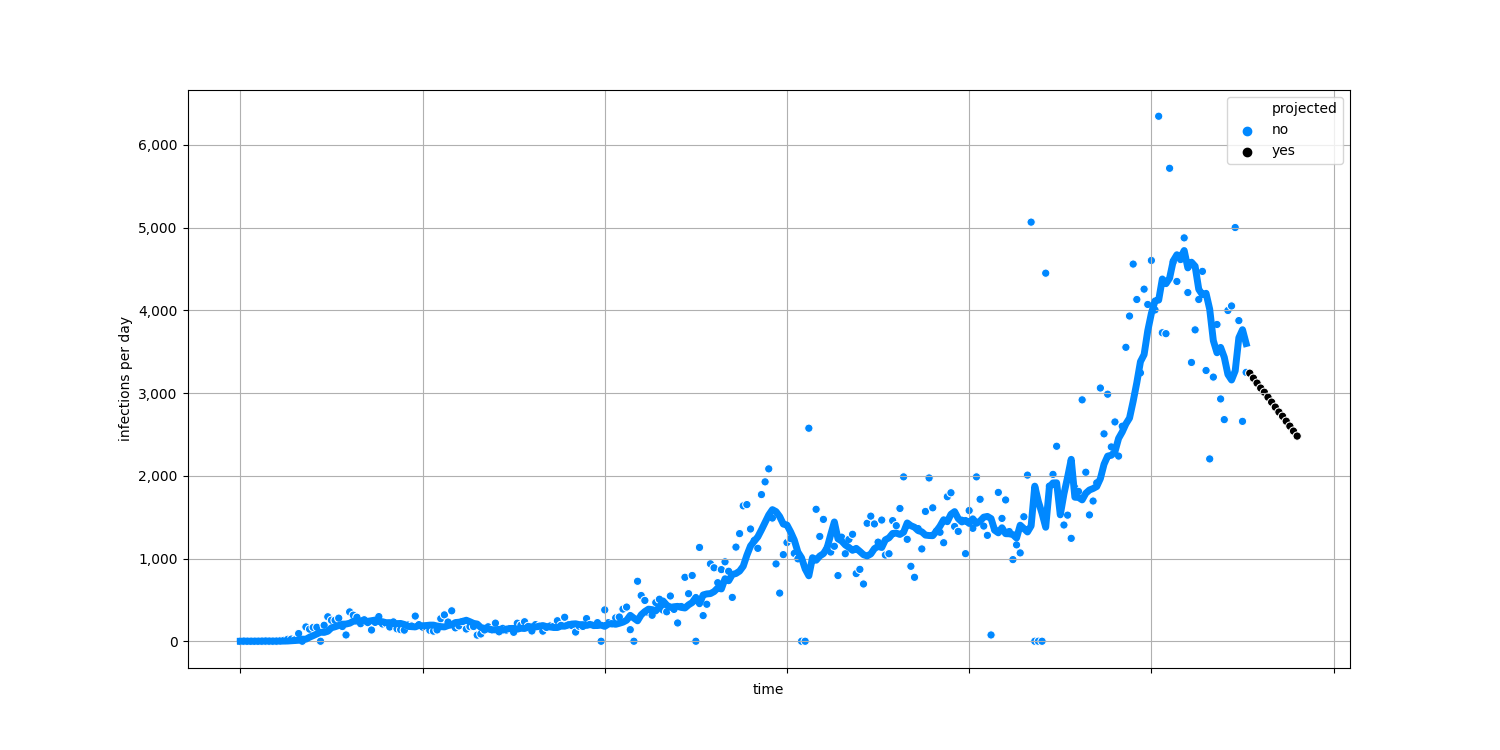 projected
no
yes
6,000
5,000
4,000
3,000
2,000
1,000
0
infections per day
time